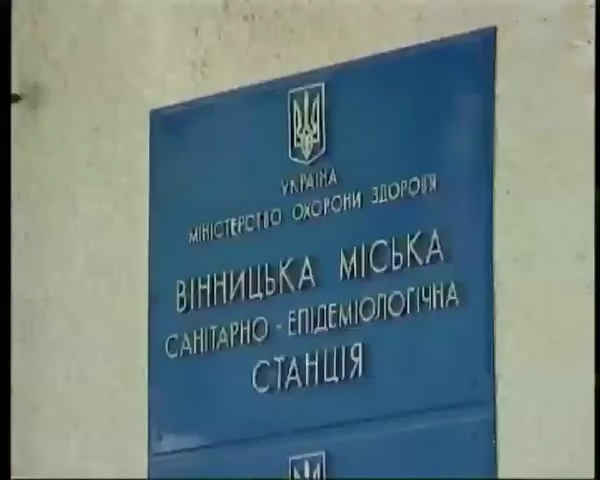 УКРАЇНА
МІНІСТЕРСТВО ОХОРОНИ ЗДОРОВ'Я
ВІННИЦЬКА МІСЬКА
САНІТАРНО - ЕПІДЕМІОЛОГІЧНА
СТАНЦІЯ